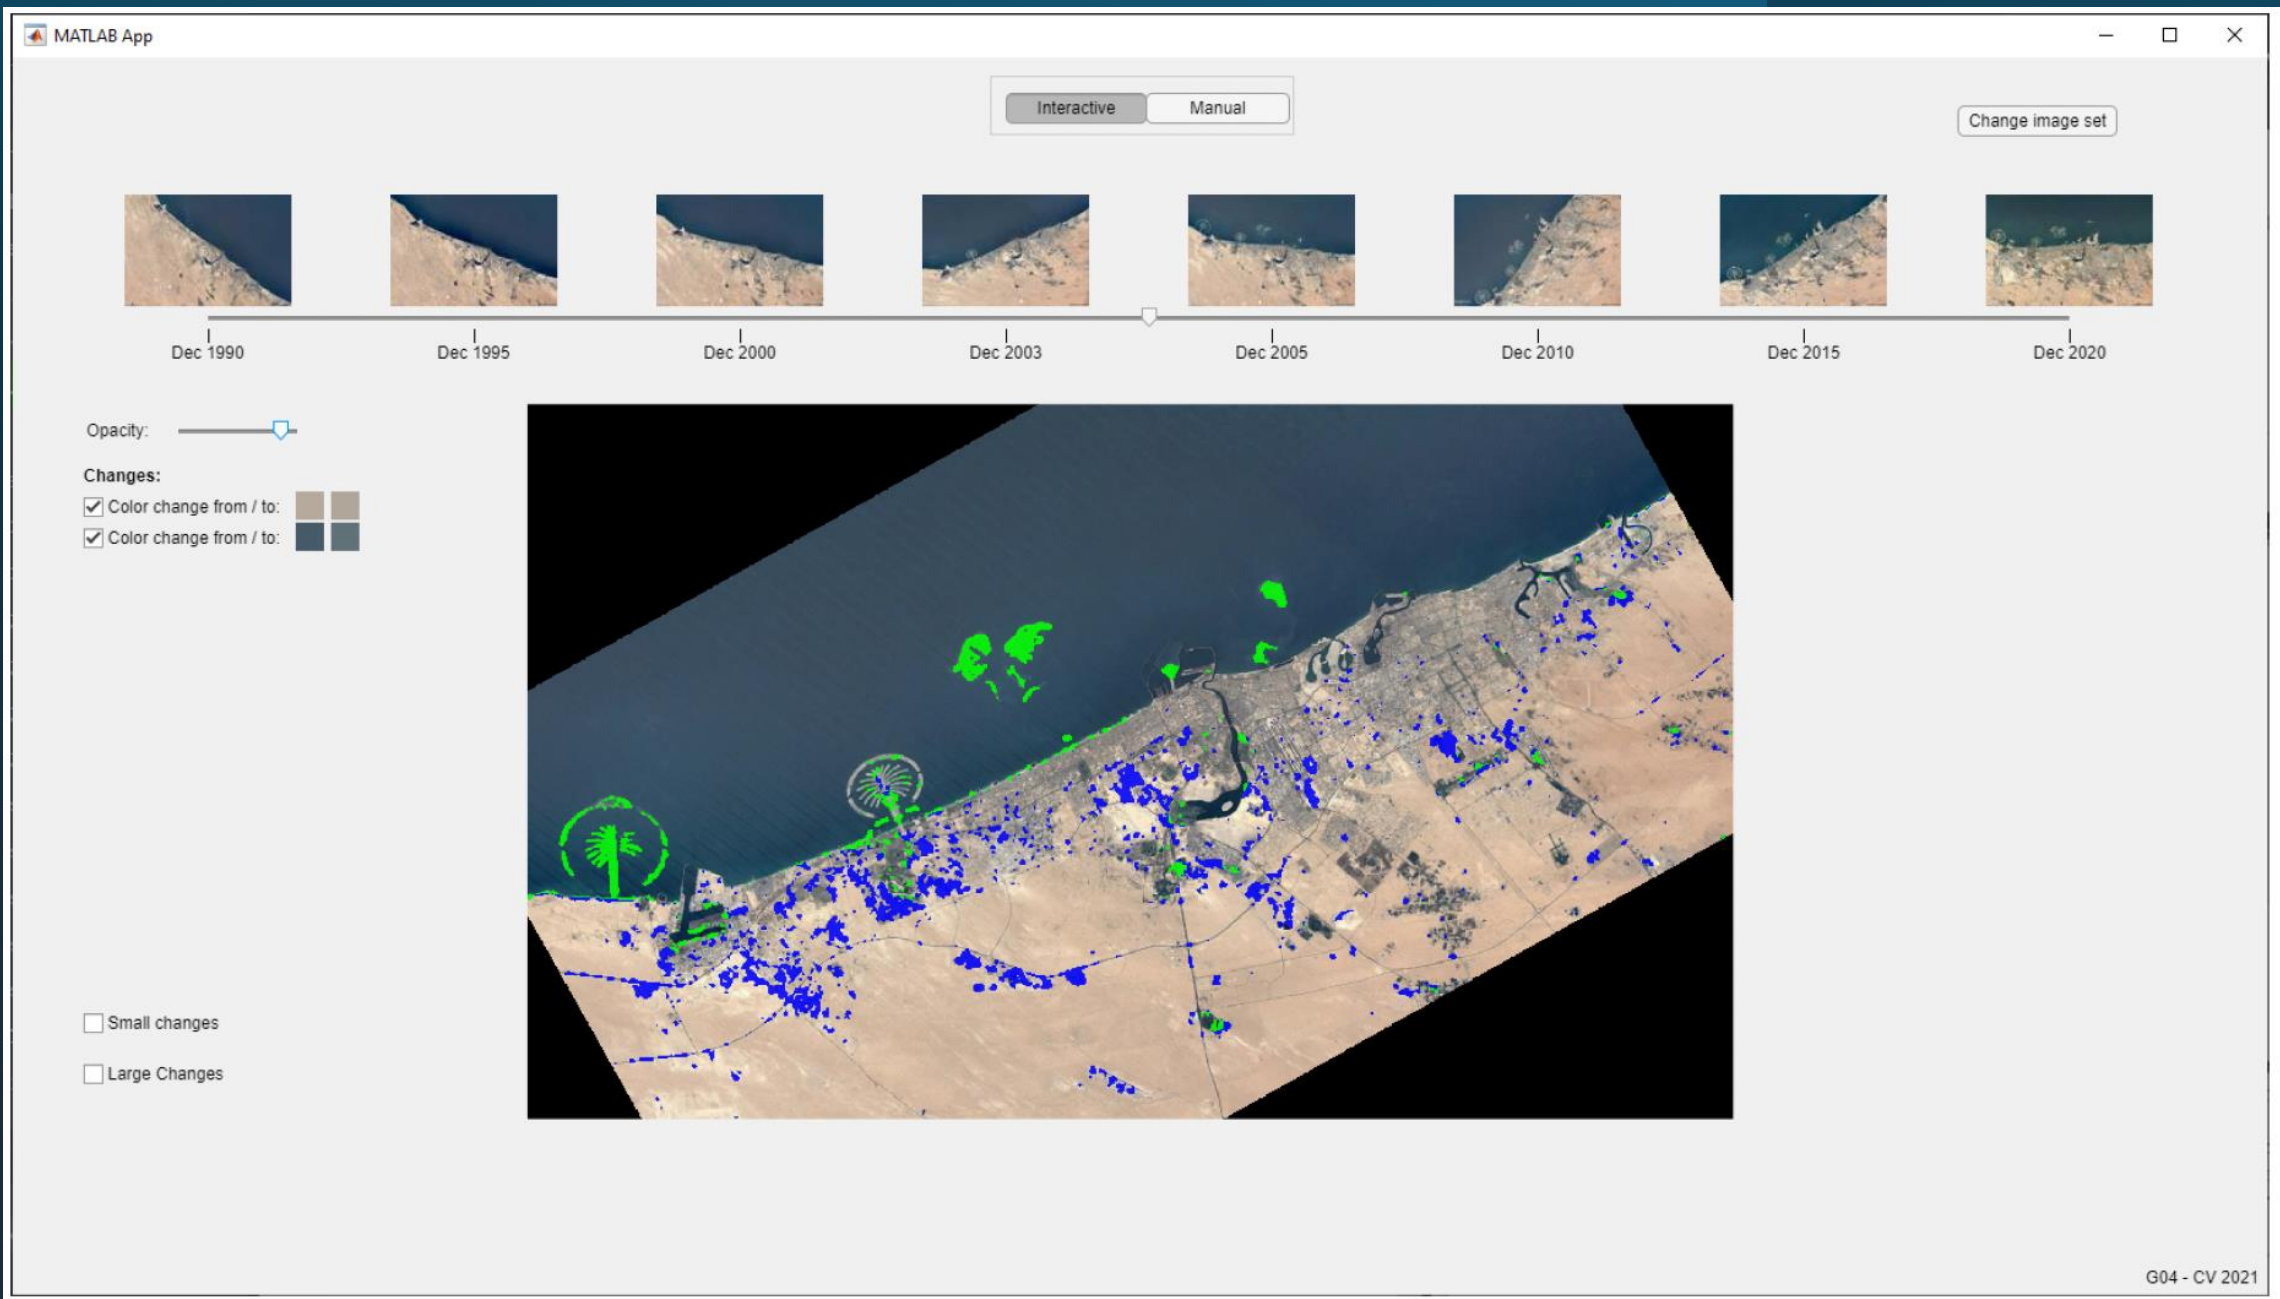 MATLAB App
Interactive
Manual
Change image set
Dec 1990
Dec 1995
Dec 2000
Dec 2003
Dec 2005
Dec 2010
Dec 2015
Dec 2020
Opacity:
Changes:
Color change from / to:
Color change from / to:
Small changes
Large Changes
G04 - CV 2021